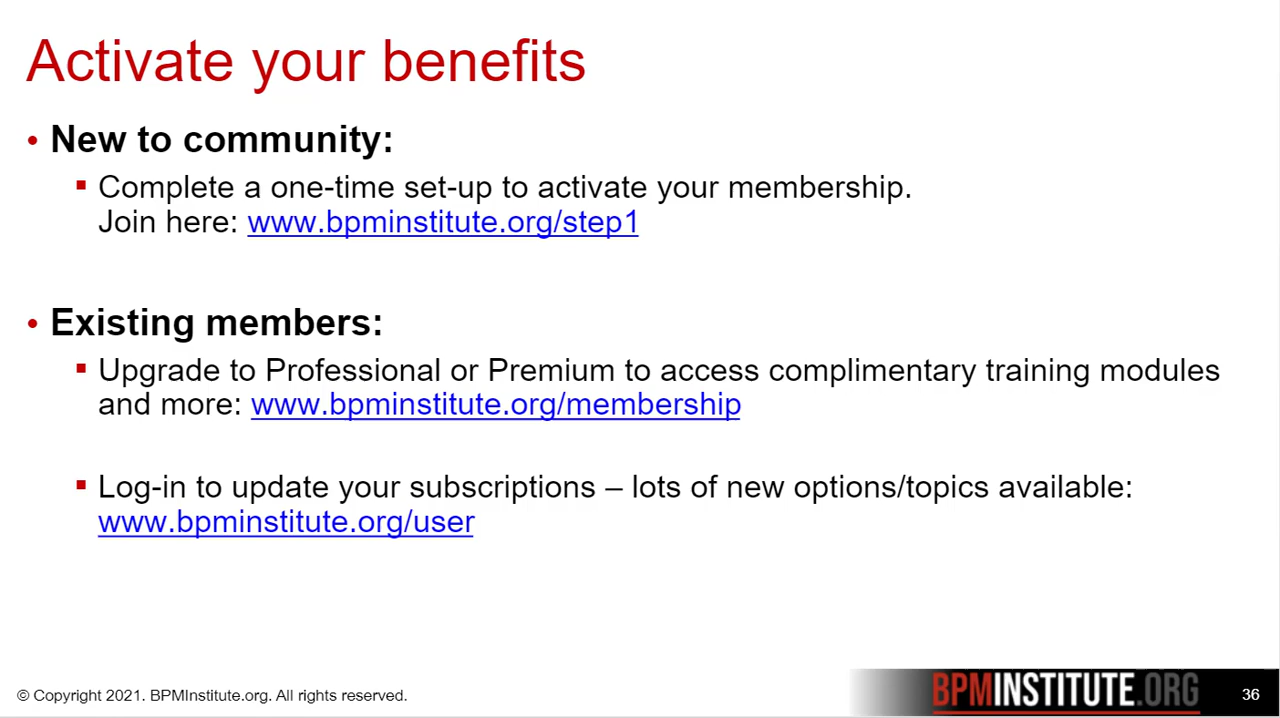 Activate your benefits
• New to community:
▪ Complete a one-time set-up to activate your membership.
Join here: www.bpminstitute.org/step1
• Existing members:
▪ Upgrade to Professional or Premium to access complimentary training modules
and more: www.bpminstitute.org/membership
▪ Log-in to update your subscriptions – lots of new options/topics available:
www.bpminstitute.org/user
© Copyright 2021. BPMInstitute.org. All rights reserved.
BPMINSTITUTE.ORG
36